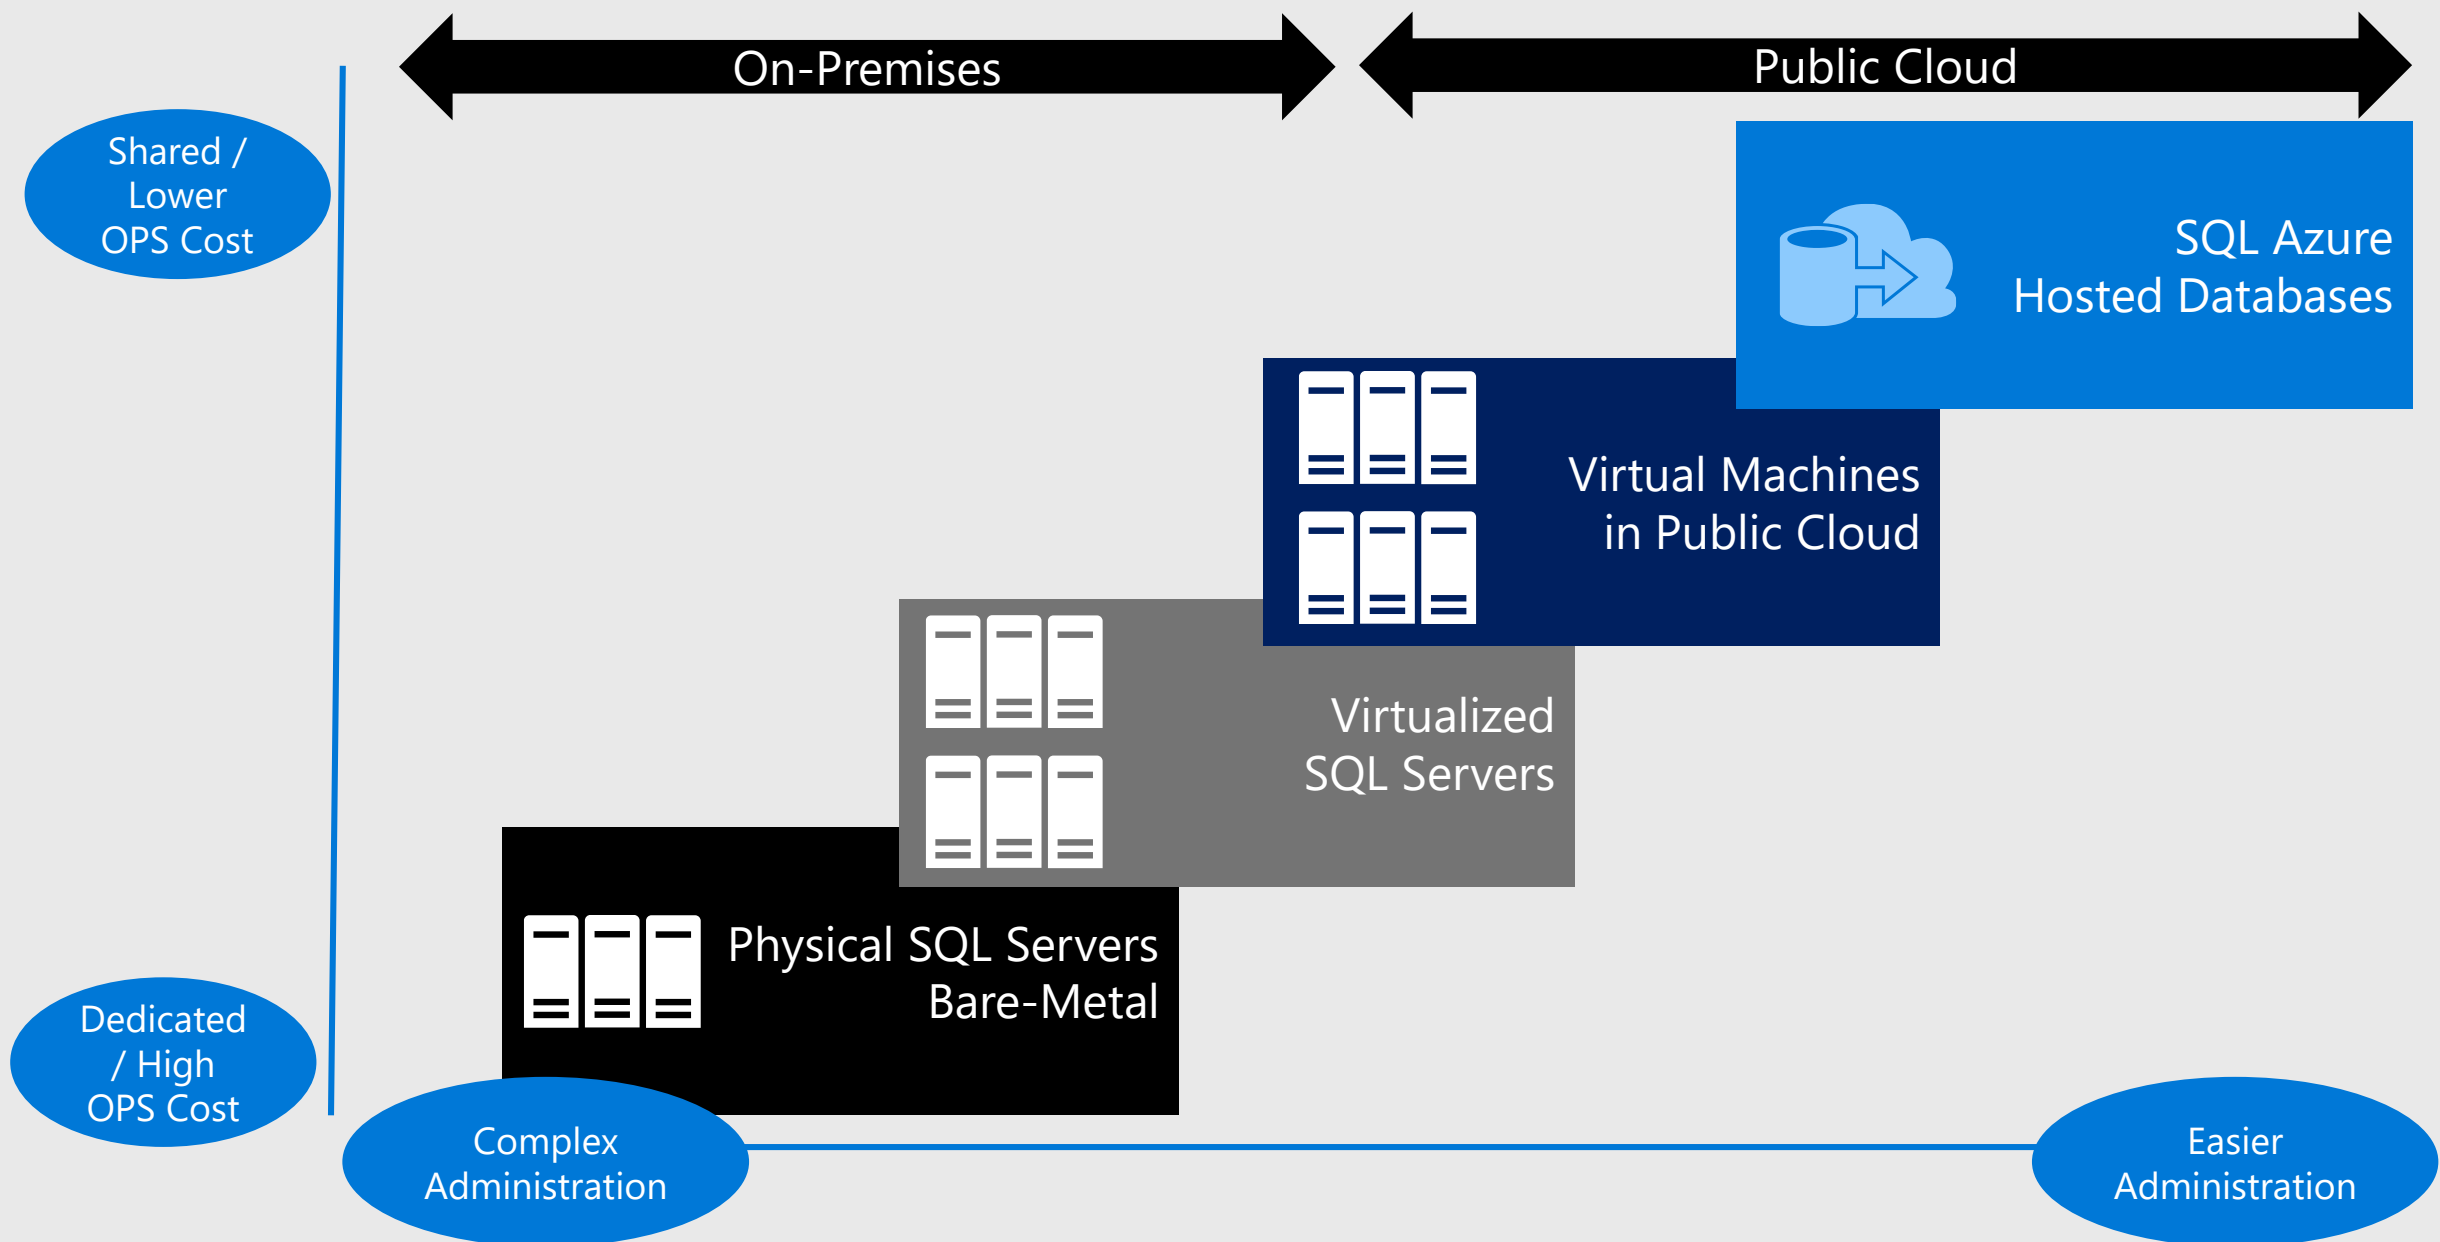 On-Premises
Public Cloud
Shared /
Lower
OPS Cost
SQL Azure
Hosted Databases
Virtual Machines
in Public Cloud
Virtualized
SQL Servers
Physical SQL Servers
Bare-Metal
Dedicated
/ High
OPS Cost
Complex
Administration
Easier
Administration